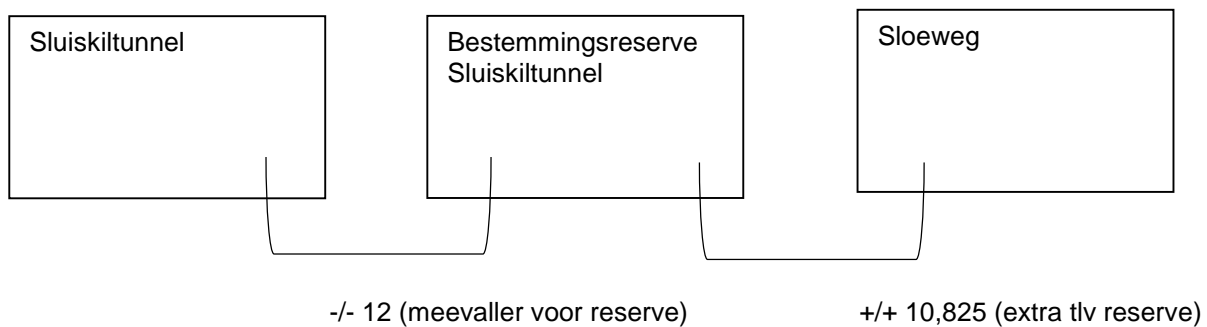 Sluiskiltunnel
Bestemmingsreserve
Sluiskiltunnel
Sloeweg
-/- 12 (meevaller voor reserve)
+/+ 10,825 (extra tlv reserve)